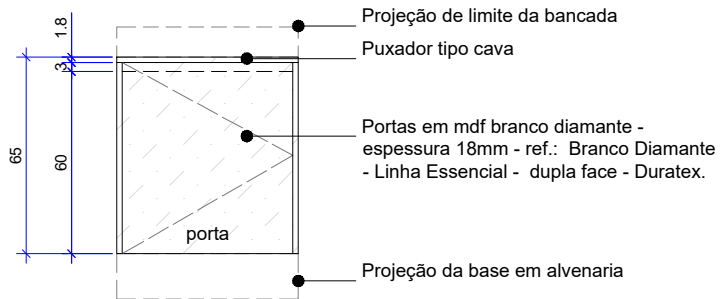 Projeção de limite da bancada
1.8
Puxador tipo cava
3
Portas em mdf branco diamante -
espessura 18mm - ref.: Branco Diamante
- Linha Essencial - dupla face - Duratex.
65
60
porta
Projeção da base em alvenaria